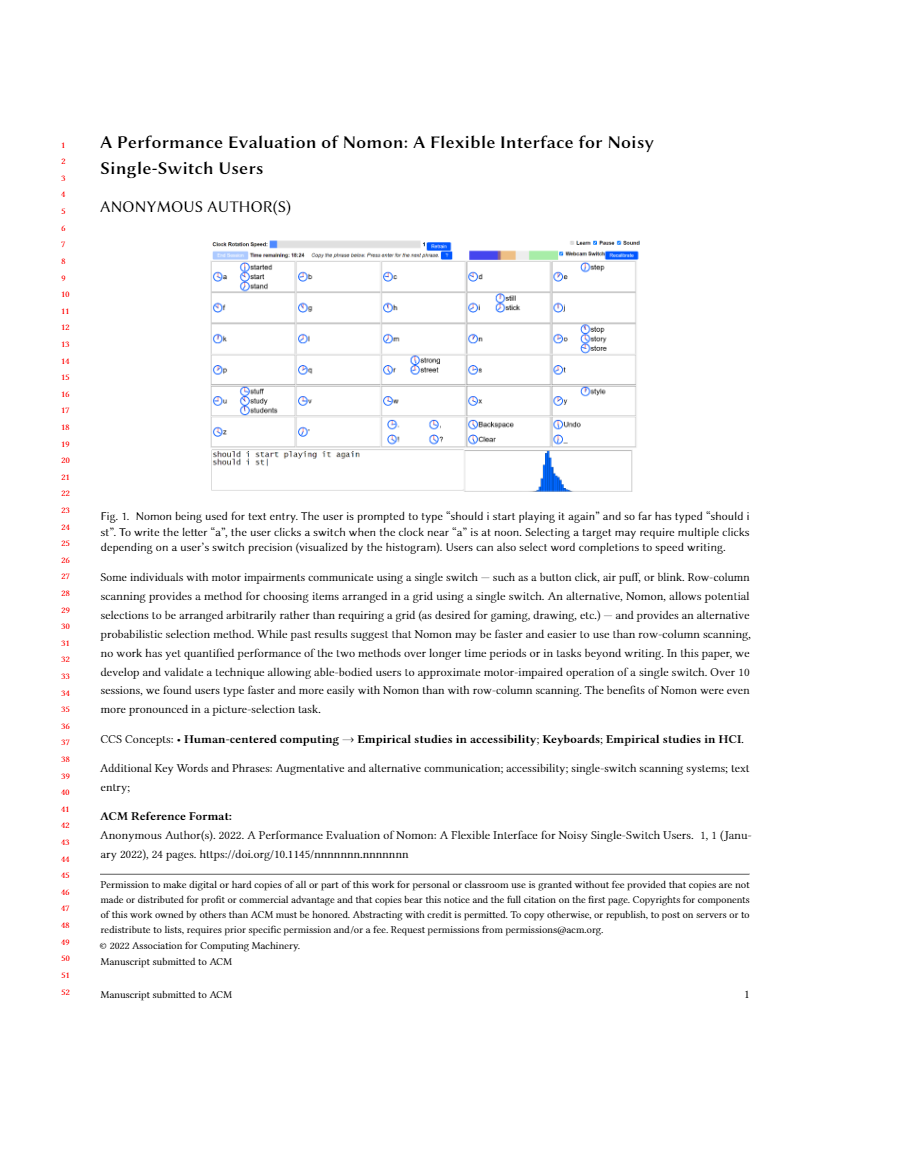 A Performance Evaluation of Nomon: A Flexible Interface for Noisy
Single-Switch Users
ANONYMOUS AUTHOR(S)
Clock Rotation Speed: 1 Retrain
Learn Pause Sound
End Session Time remaining: 18:24 Copy the phrase below. Press enter for the next phrase. ?
Webcam Switch Recalibrate
a started start stand b c d e step
f g h i still stick j
k l m n o stop story store
p q r strong street s t
u stuff study students v w x y style
z ' . , ! ? Backspace Clear Undo _
should i start playing it again
should i st|
Fig. 1. Nomon being used for text entry. The user is prompted to type “should i start playing it again” and so far has typed “should i
st”. To write the letter “a”, the user clicks a switch when the clock near “a” is at noon. Selecting a target may require multiple clicks
depending on a user’s switch precision (visualized by the histogram). Users can also select word completions to speed writing.
Some individuals with motor impairments communicate using a single switch — such as a button click, air puff, or blink. Row-column
scanning provides a method for choosing items arranged in a grid using a single switch. An alternative, Nomon, allows potential
selections to be arranged arbitrarily rather than requiring a grid (as desired for gaming, drawing, etc.) — and provides an alternative
probabilistic selection method. While past results suggest that Nomon may be faster and easier to use than row-column scanning,
no work has yet quantified performance of the two methods over longer time periods or in tasks beyond writing. In this paper, we
develop and validate a technique allowing able-bodied users to approximate motor-impaired operation of a single switch. Over 10
sessions, we found users type faster and more easily with Nomon than with row-column scanning. The benefits of Nomon were even
more pronounced in a picture-selection task.
CCS Concepts: • Human-centered computing → Empirical studies in accessibility; Keyboards; Empirical studies in HCI.
Additional Key Words and Phrases: Augmentative and alternative communication; accessibility; single-switch scanning systems; text
entry;
ACM Reference Format:
Anonymous Author(s). 2022. A Performance Evaluation of Nomon: A Flexible Interface for Noisy Single-Switch Users. 1, 1 (Janu-
ary 2022), 24 pages. https://doi.org/10.1145/nnnnnnn.nnnnnnn
Permission to make digital or hard copies of all or part of this work for personal or classroom use is granted without fee provided that copies are not
made or distributed for profit or commercial advantage and that copies bear this notice and the full citation on the first page. Copyrights for components
of this work owned by others than ACM must be honored. Abstracting with credit is permitted. To copy otherwise, or republish, to post on servers or to
redistribute to lists, requires prior specific permission and/or a fee. Request permissions from permissions@acm.org.
© 2022 Association for Computing Machinery.
Manuscript submitted to ACM
Manuscript submitted to ACM 1
1
2
3
4
5
6
7
8
9
10
11
12
13
14
15
16
17
18
19
20
21
22
23
24
25
26
27
28
29
30
31
32
33
34
35
36
37
38
39
40
41
42
43
44
45
46
47
48
49
50
51
52